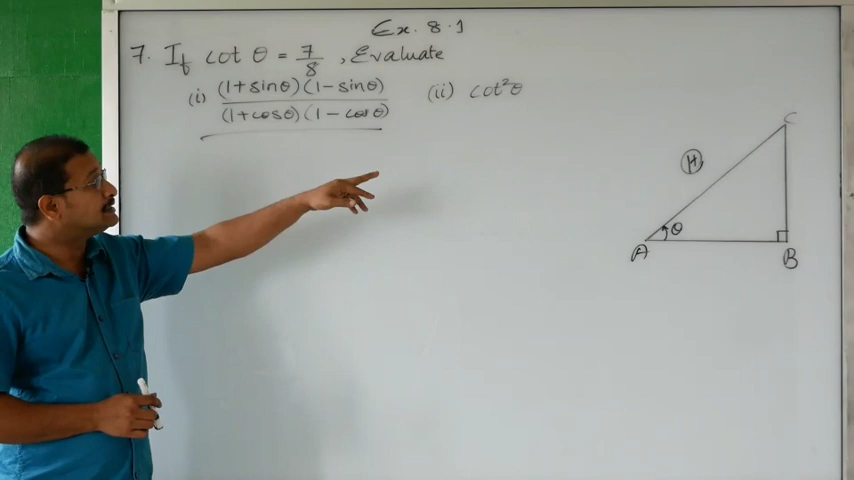 Ex. 8.1
7. If cot θ = 7/8, Evaluate
(i) (1+sinθ)(1-sinθ) / (1+cosθ)(1-cosθ) (ii) cot²θ
C
H
θ
A
B